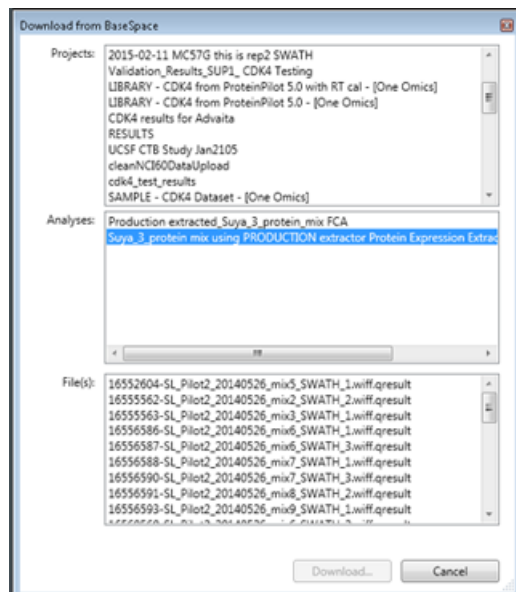 Download from BaseSpace
Projects:
2015-02-11 MC57G this is rep2 SWATH
Validation_Results_SUP1_ CDK4 Testing
LIBRARY - CDK4 from ProteinPilot 5.0 with RT cal - [One Omics]
LIBRARY - CDK4 from ProteinPilot 5.0 - [One Omics]
CDK4 results for Advaita
RESULTS
UCSF CTB Study Jan2105
cleanNCI60DataUpload
cdk4_test_results
SAMPLE - CDK4 Dataset - [One Omics]
Analyses:
Production extracted_Suya_3_protein_mix FCA
Suya_3_protein mix using PRODUCTION extractor Protein Expression Extrac
File(s):
16552604-SL_Pilot2_20140526_mix5_SWATH_1.wiff.qresult
16555562-SL_Pilot2_20140526_mix2_SWATH_2.wiff.qresult
16555563-SL_Pilot2_20140526_mix3_SWATH_1.wiff.qresult
16556586-SL_Pilot2_20140526_mix6_SWATH_1.wiff.qresult
16556587-SL_Pilot2_20140526_mix6_SWATH_3.wiff.qresult
16556588-SL_Pilot2_20140526_mix7_SWATH_1.wiff.qresult
16556590-SL_Pilot2_20140526_mix7_SWATH_3.wiff.qresult
16556591-SL_Pilot2_20140526_mix8_SWATH_2.wiff.qresult
16556593-SL_Pilot2_20140526_mix9_SWATH_1.wiff.qresult
Download...
Cancel